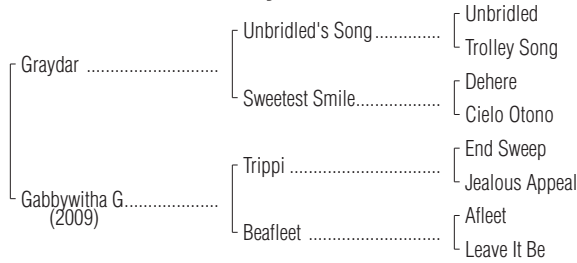 Unbridled
Unbridled's Song..............
Trolley Song
Graydar ............................
Dehere
Sweetest Smile..................
Cielo Otono
End Sweep
Trippi ................................
Jealous Appeal
Gabbywitha G....................
(2009)
Afleet
Beafleet ............................
Leave It Be